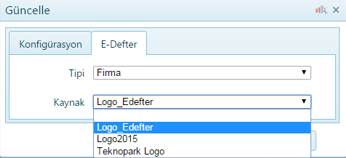 Güncelle
Konfigürasyon E-Defter
Tipi Firma
Kaynak Logo_Edefter
Logo_Edefter
Logo2015
Teknopark Logo